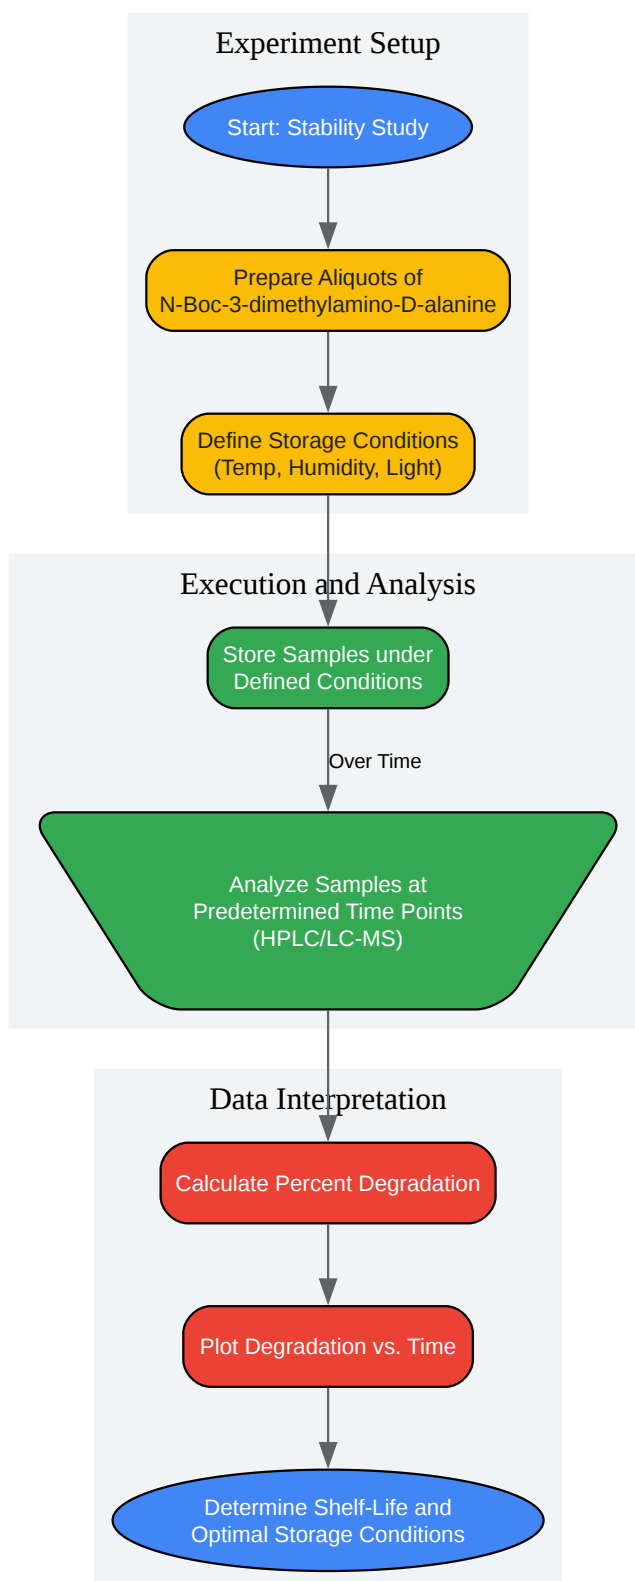 Experiment Setup
Start: Stability Study
Prepare Aliquots of
N-Boc-3-dimethylamino-D-alanine
Define Storage Conditions
(Temp, Humidity, Light)
Execution and Analysis
Store Samples under
Defined Conditions
Over Time
Analyze Samples at
Predetermined Time Points
(HPLC/LC-MS)
Data Interpretation
Calculate Percent Degradation
Plot Degradation vs. Time
Determine Shelf-Life and
Optimal Storage Conditions